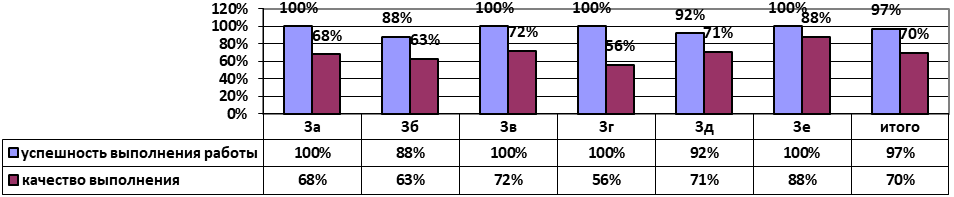 120%
100%
80%
60%
40%
20%
0%
100% 88% 100% 100% 92% 100% 97%
68% 63% 72% 56% 71% 88% 70%
3а 3б 3в 3г 3д 3е итого
успешность выполнения работы 100% 88% 100% 100% 92% 100% 97%
качество выполнения 68% 63% 72% 56% 71% 88% 70%